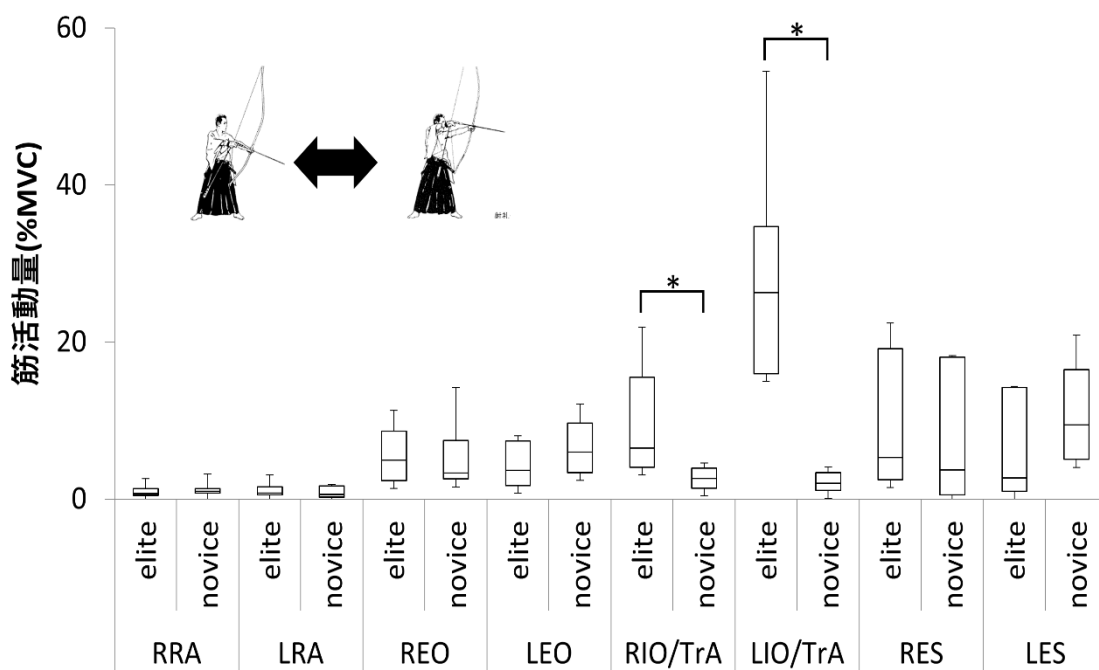 筋活動量(%MVC)
60
40
20
0
*
*
elite
novice
elite
novice
elite
novice
elite
novice
elite
novice
elite
novice
elite
novice
elite
novice
RRA
LRA
REO
LEO
RIO/TrA
LIO/TrA
RES
LES